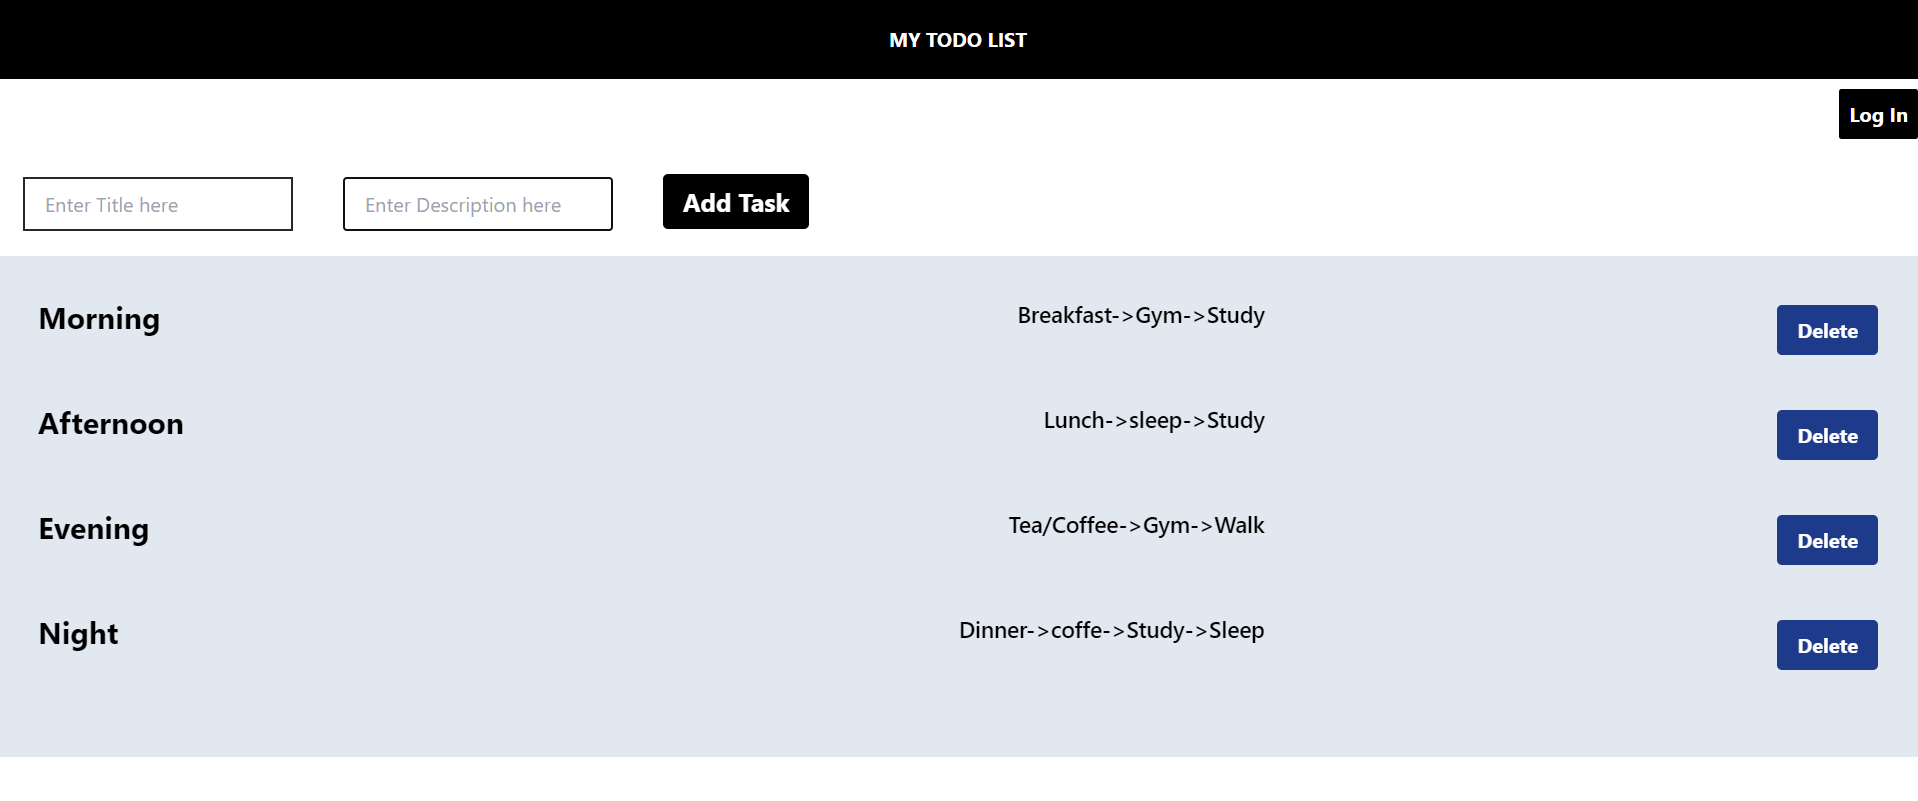 MY TODO LIST
Log In
Enter Title here
Enter Description here
Add Task
Morning
Breakfast->Gym->Study
Delete
Afternoon
Lunch->sleep->Study
Delete
Evening
Tea/Coffee->Gym->Walk
Delete
Night
Dinner->coffe->Study->Sleep
Delete